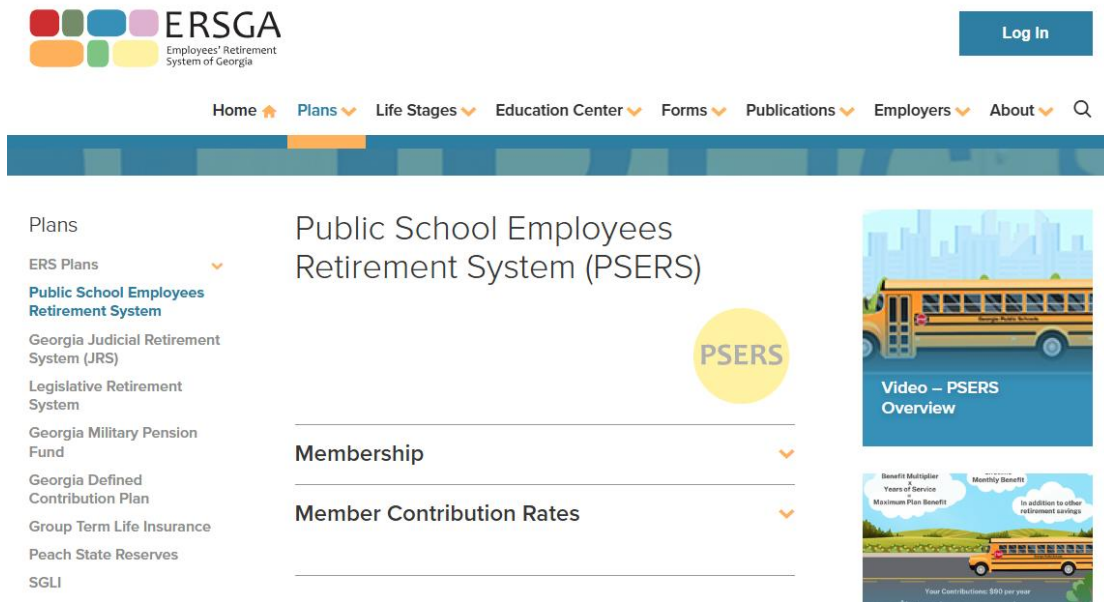 ERSGA
Employees' Retirement
System of Georgia
Log In
Home Plans Life Stages Education Center Forms Publications Employers About
Plans
ERS Plans
Public School Employees
Retirement System
Georgia Judicial Retirement
System (JRS)
Legislative Retirement
System
Georgia Military Pension
Fund
Georgia Defined
Contribution Plan
Group Term Life Insurance
Peach State Reserves
SGLI
Public School Employees
Retirement System (PSERS)
PSERS
Membership
Member Contribution Rates
Georgia Public Schools
Video – PSERS
Overview
Benefit Multiplier
x
Years of Service
Maximum Plan Benefit
Monthly Benefit
In addition to other
retirement savings
Your Contributions: $90 per year